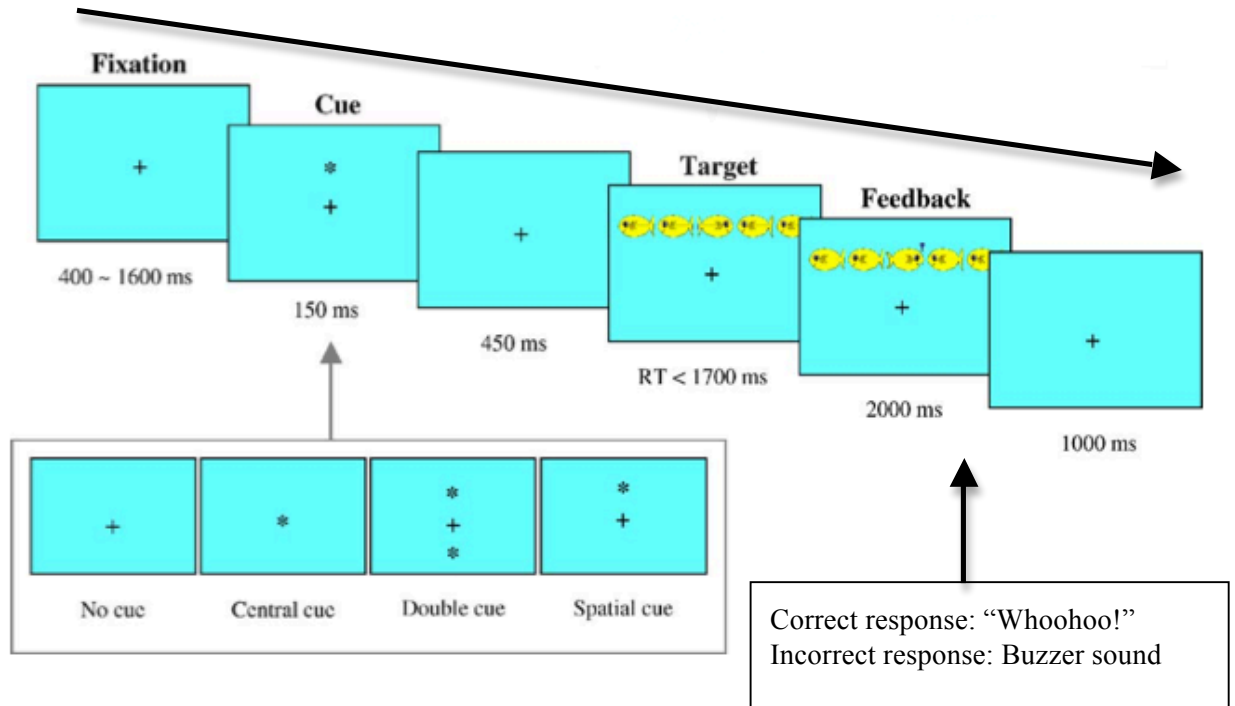 Fixation
Cue
Target
Feedback
400 ~ 1600 ms
150 ms
450 ms
RT < 1700 ms
2000 ms
1000 ms
No cue
Central cue
Double cue
Spatial cue
Correct response: “Whoohoo!”
Incorrect response: Buzzer sound